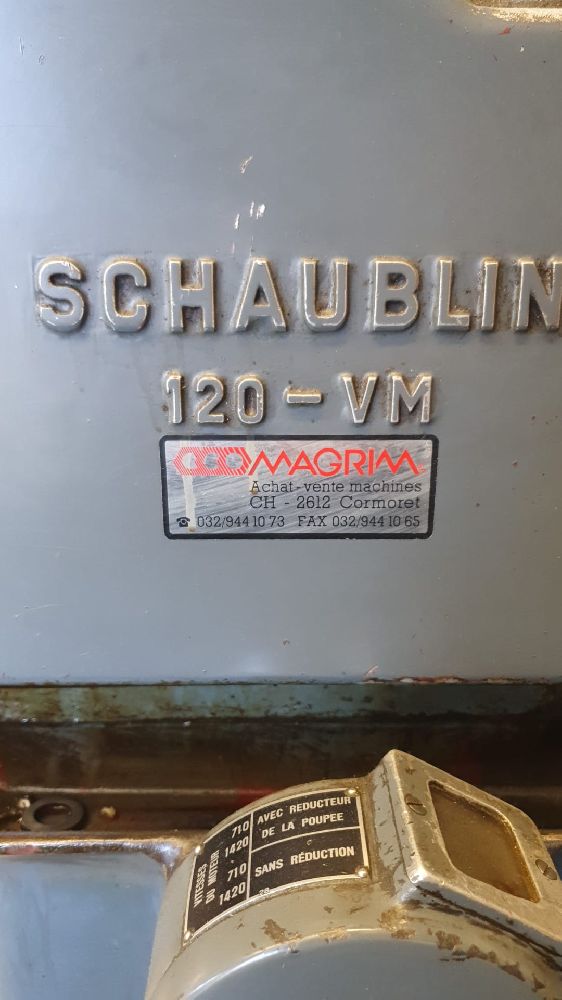 SCHAUBLIN
120-VM
MAGRIM
Achat-vente machines
CH - 2612 Cormoret
☎ 032/944 10 73 FAX 032/944 10 65
VITESSES
DU MOTEUR
710
1420
AVEC REDUCTEUR
DE LA POUPEE
710
1420
SANS RÉDUCTION